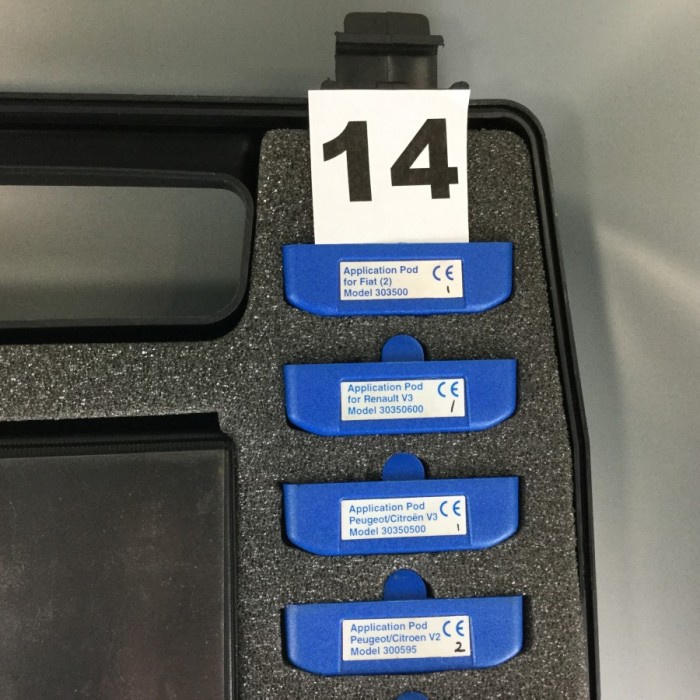 14
Application Pod CE
for Fiat (2)
Model 303500 1
Application Pod CE
for Renault V3
Model 30350600 1
Application Pod CE
Peugeot/Citroën V3
Model 30350500 1
Application Pod CE
Peugeot/Citroen V2
Model 300595 2